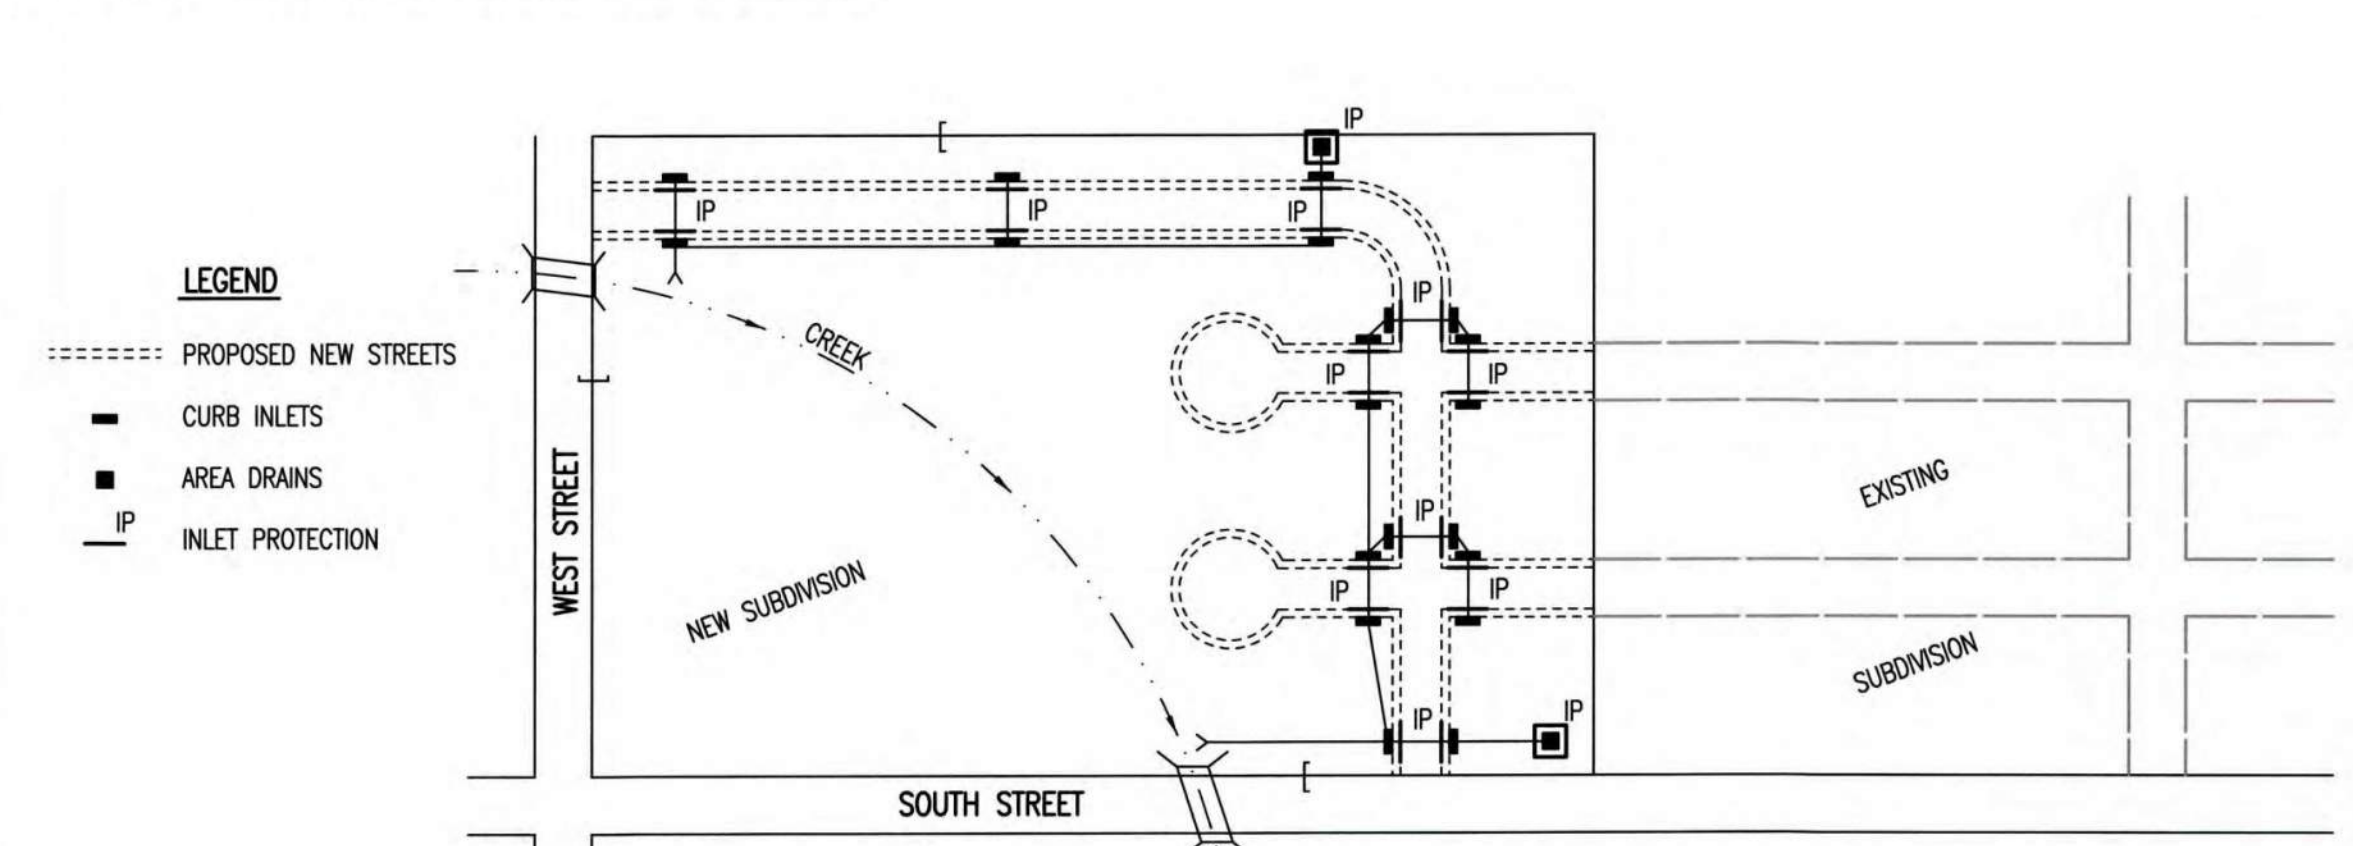 IP
IP
IP
IP
LEGEND
IP
PROPOSED NEW STREETS
CREEK
IP
IP
CURB INLETS
AREA DRAINS
EXISTING
IP
IP
INLET PROTECTION
WEST STREET
NEW SUBDIVISION
IP
IP
SUBDIVISION
IP
IP
SOUTH STREET